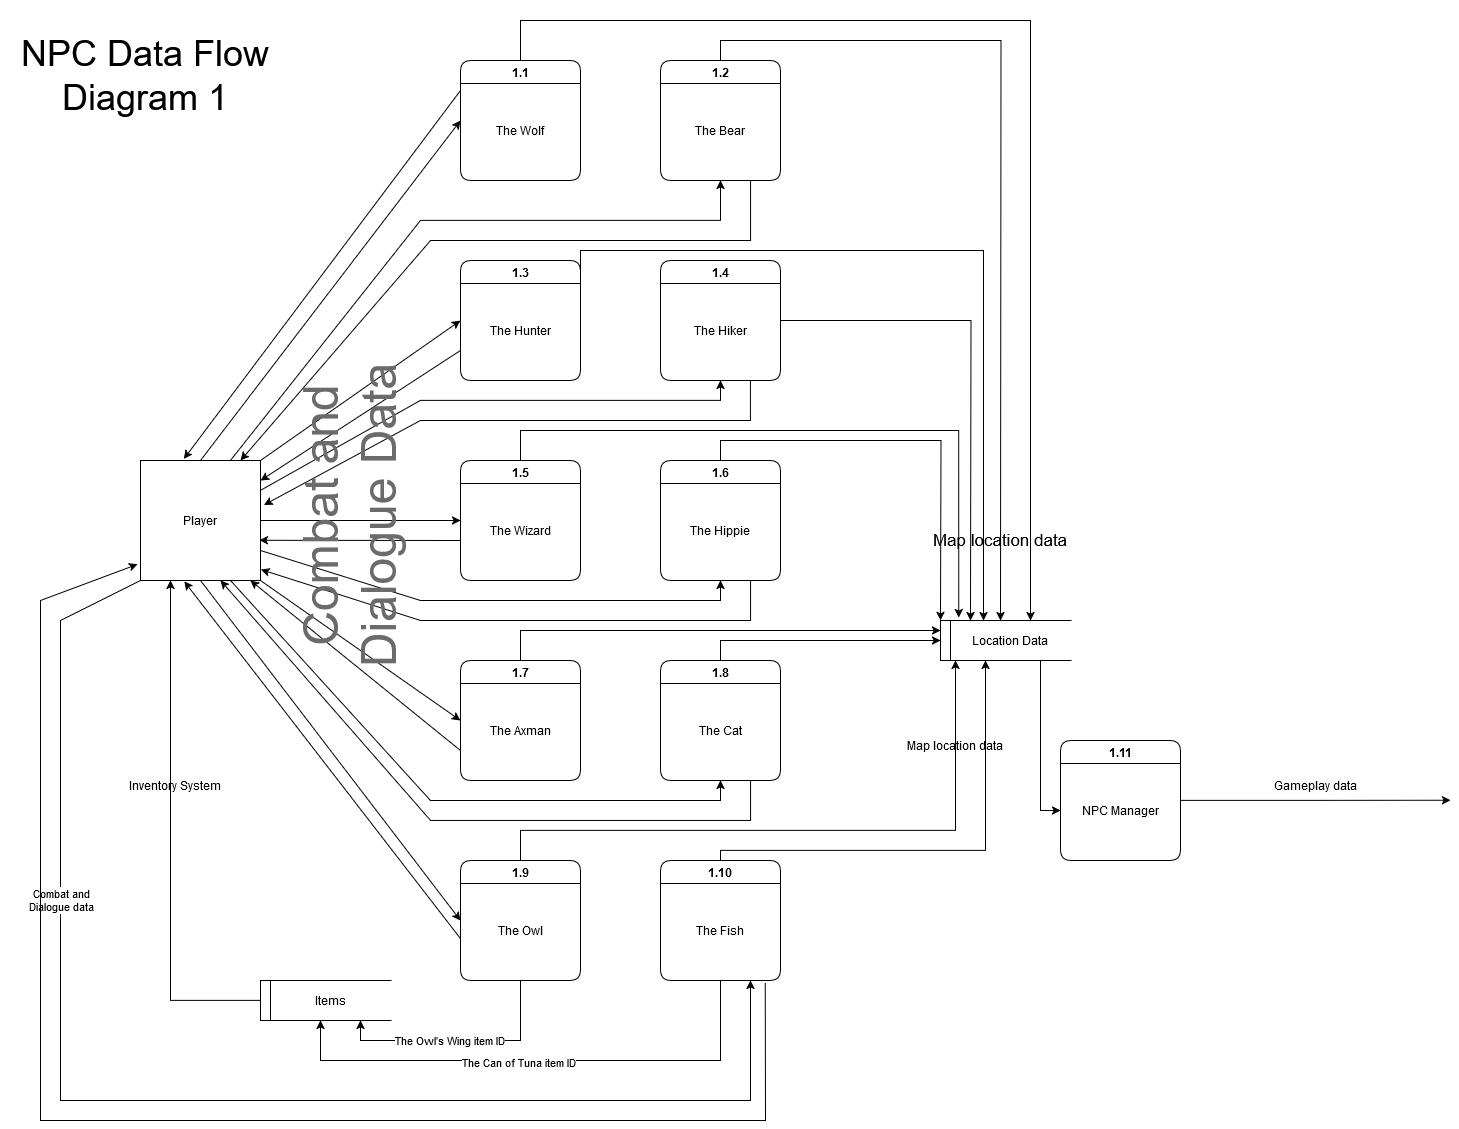 NPC Data Flow
Diagram 1
1.1
The Wolf
1.2
The Bear
1.3
The Hunter
1.4
The Hiker
Combat and
Dialogue Data
1.5
The Wizard
1.6
The Hippie
Player
Map location data
Location Data
1.7
The Axman
1.8
The Cat
Map location data
1.11
NPC Manager
Gameplay data
Inventory System
1.9
The Owl
1.10
The Fish
Combat and
Dialogue data
Items
The Owl's Wing item ID
The Can of Tuna item ID